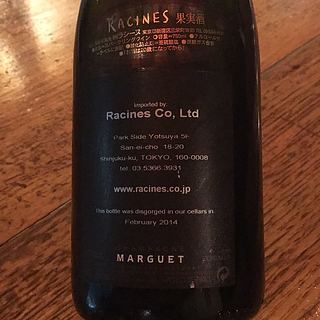 RACINES 果実酒
imported by:
Racines Co, Ltd
Park Side Yotsuya 5F
San-ei-cho 18-20
Shinjuku-ku, TOKYO, 160-0008
tel. 03 5366 3931
www.racines.co.jp
This bottle was disgorged in our cellars in
February 2014
CHAMPAGNE
MARGUET